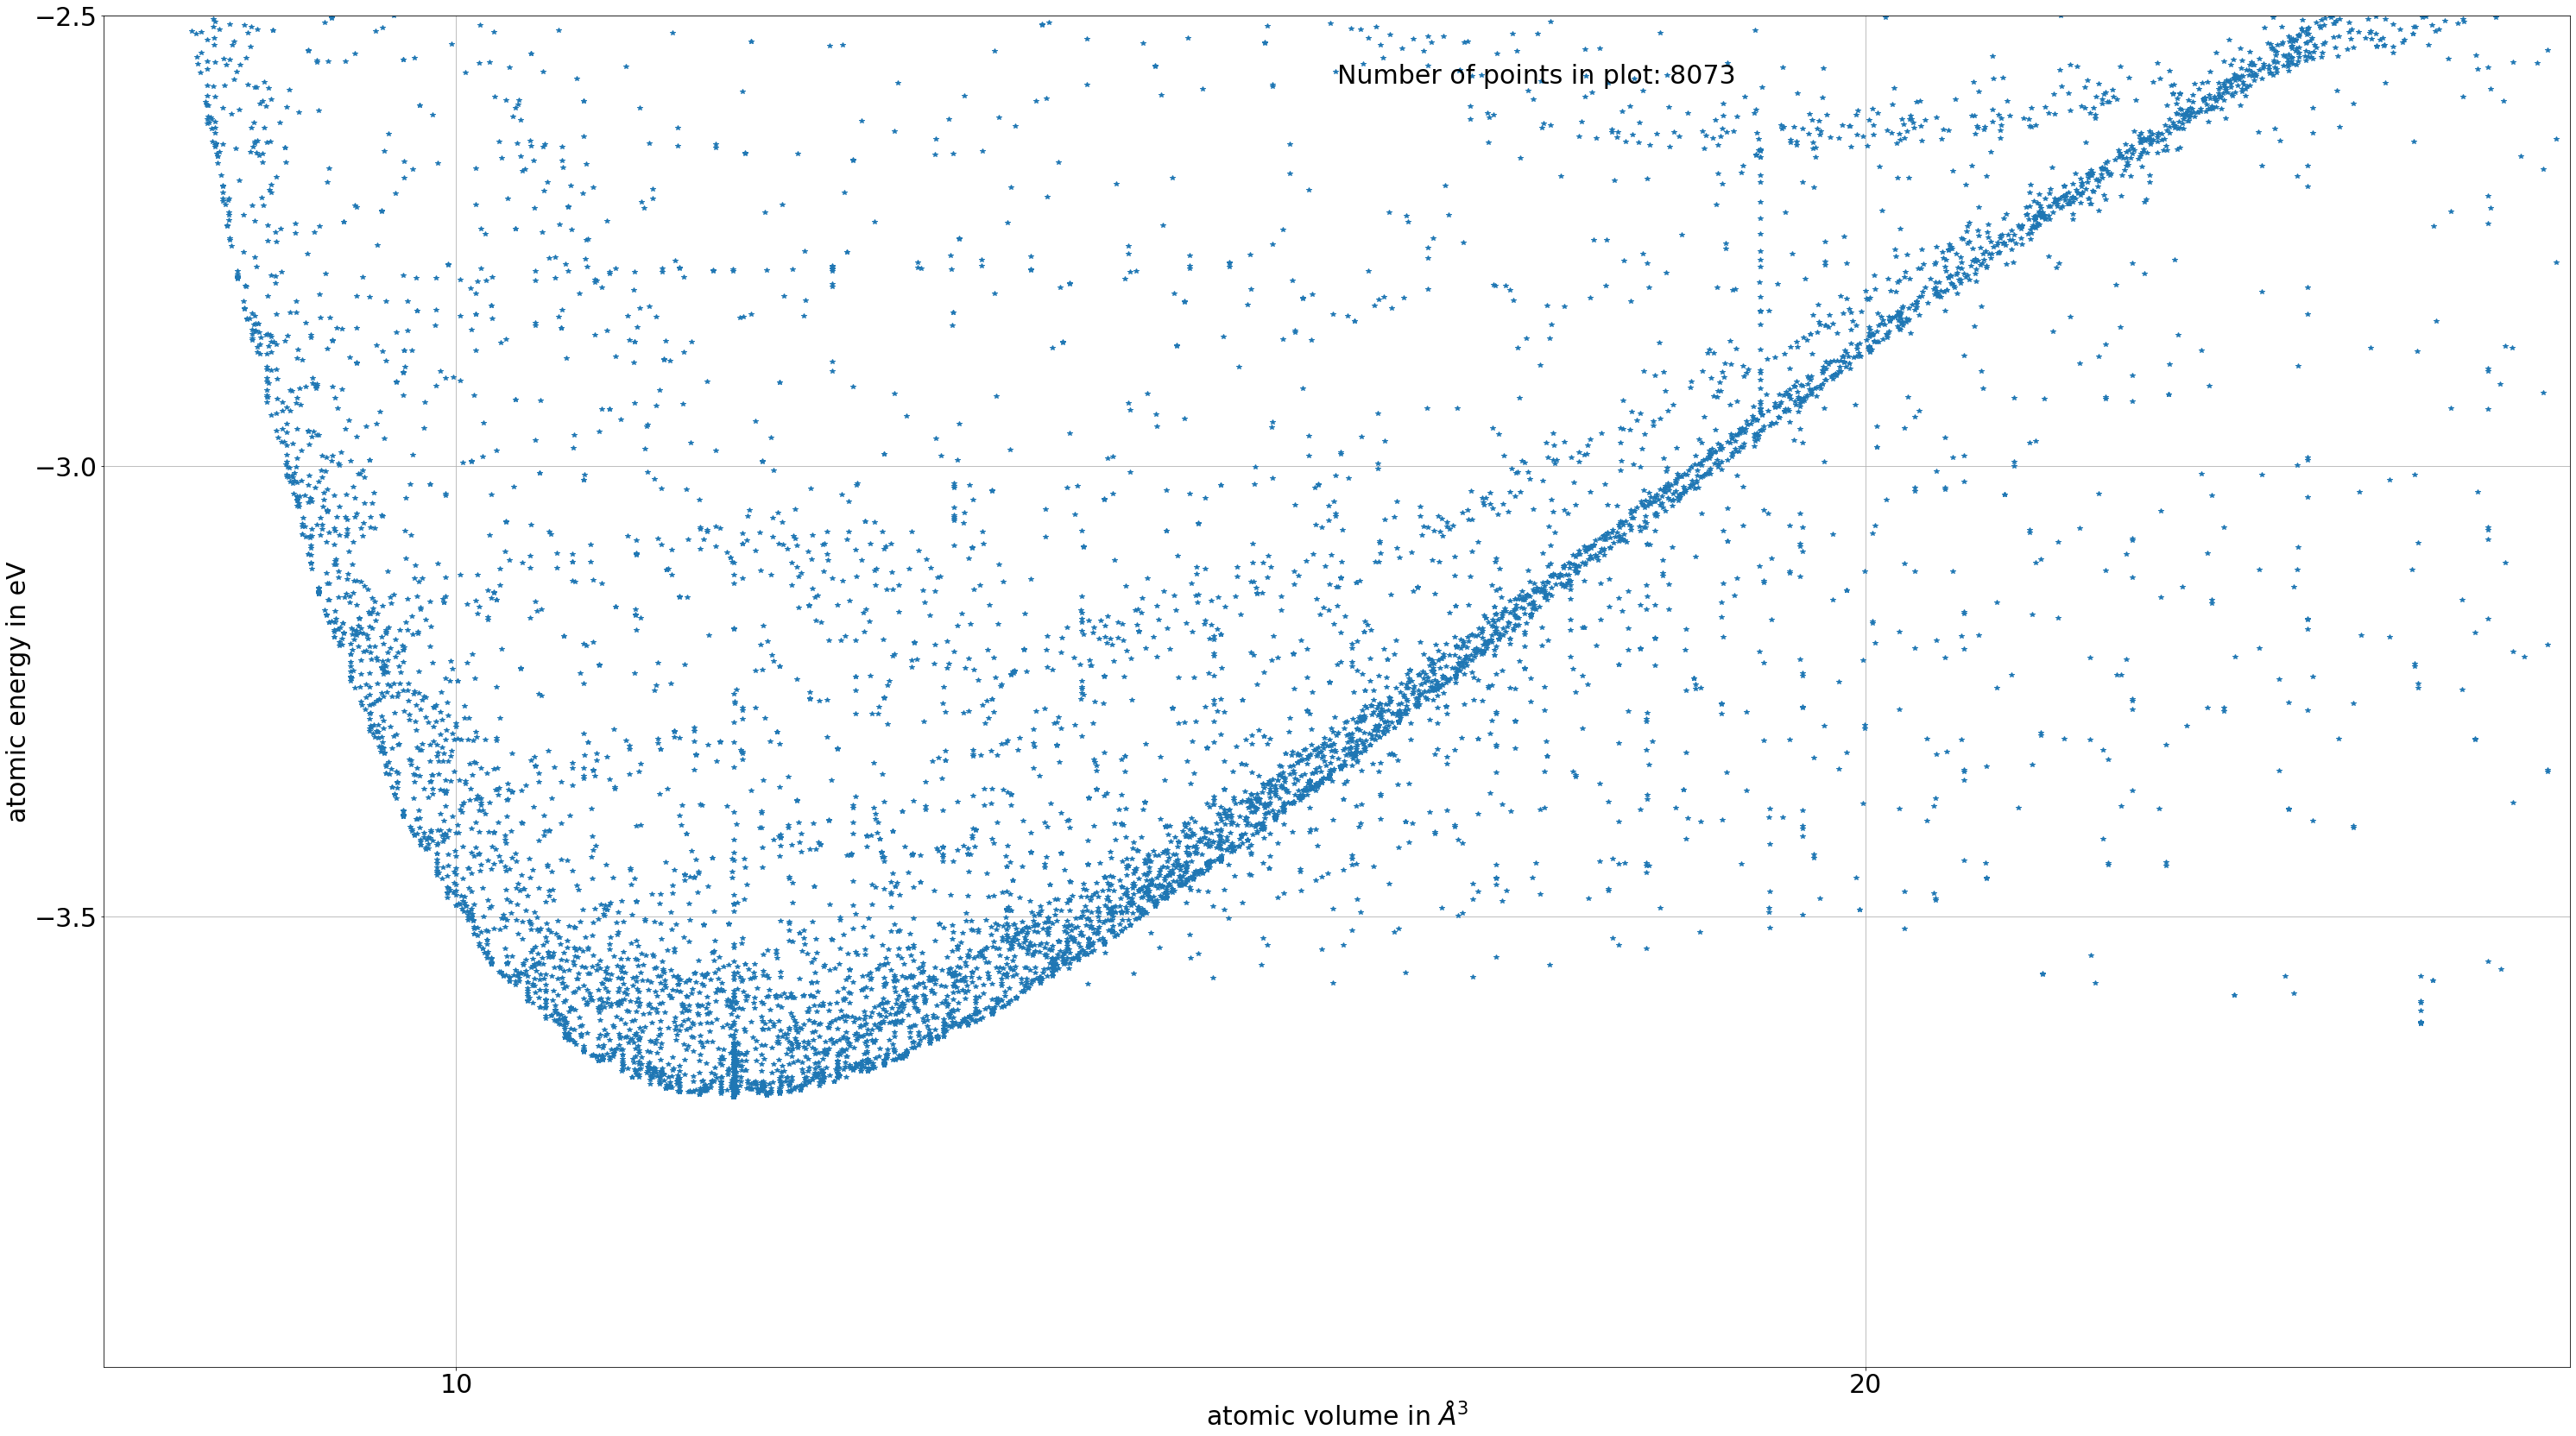 −2.5
Number of points in plot: 8073
−3.0
atomic energy in eV
−3.5
10
20
atomic volume in Å³